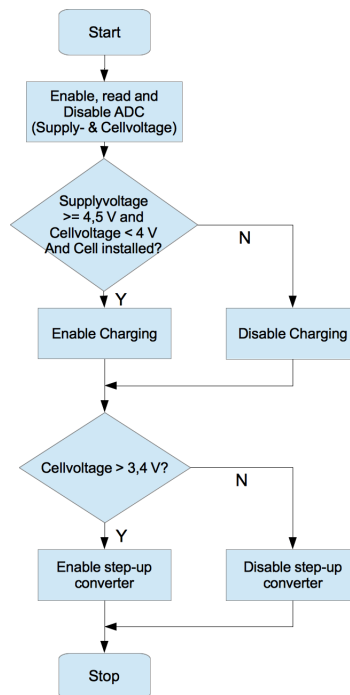 Start
Enable, read and
Disable ADC
(Supply- & Cellvoltage)
Supplyvoltage
>= 4,5 V and
Cellvoltage < 4 V
And Cell installed?
N
Y
Enable Charging
Disable Charging
Cellvoltage > 3,4 V?
N
Y
Enable step-up
converter
Disable step-up
converter
Stop